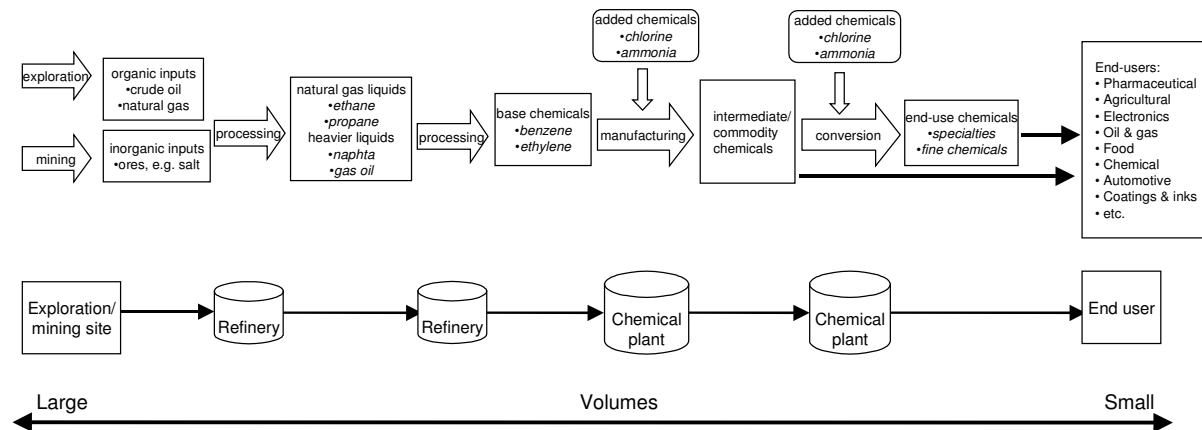 added chemicals
•chlorine
•ammonia
added chemicals
•chlorine
•ammonia
exploration
organic inputs
•crude oil
•natural gas
mining
inorganic inputs
•ores, e.g. salt
processing
natural gas liquids
•ethane
•propane
heavier liquids
•naphta
•gas oil
processing
base chemicals
•benzene
•ethylene
manufacturing
intermediate/
commodity
chemicals
conversion
end-use chemicals
•specialties
•fine chemicals
End-users:
• Pharmaceutical
• Agricultural
• Electronics
• Oil & gas
• Food
• Chemical
• Automotive
• Coatings & inks
• etc.
Exploration/
mining site
Refinery
Refinery
Chemical
plant
Chemical
plant
End user
Large
Volumes
Small